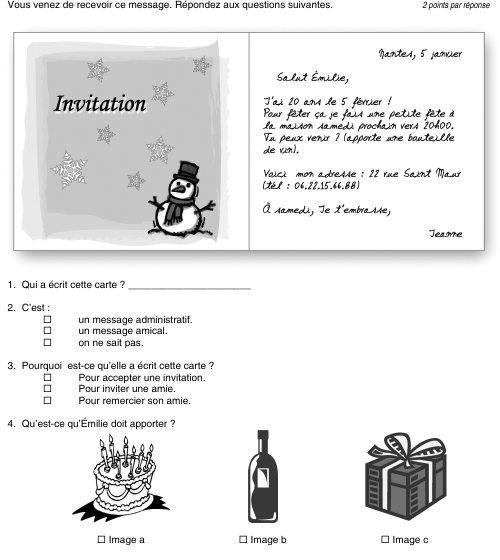 Vous venez de recevoir ce message. Répondez aux questions suivantes.
2 points par réponse
Invitation
Nantes, 5 janvier
Salut Émilie,
J'ai 20 ans le 5 février !
Pour fêter ça je fais une petite fête à
la maison samedi prochain vers 20h00.
Tu peux venir ? (apporte une bouteille
de vin).
Voici mon adresse : 22 rue Saint Maur
(tél : 06.22.15.66.88)
À samedi, Je t'embrasse,
Jeanne
1. Qui a écrit cette carte ? ______________________
2. C'est :
☐ un message administratif.
☐ un message amical.
☐ on ne sait pas.
3. Pourquoi est-ce qu'elle a écrit cette carte ?
☐ Pour accepter une invitation.
☐ Pour inviter une amie.
☐ Pour remercier son amie.
4. Qu'est-ce qu'Émilie doit apporter ?
☐ Image a ☐ Image b ☐ Image c